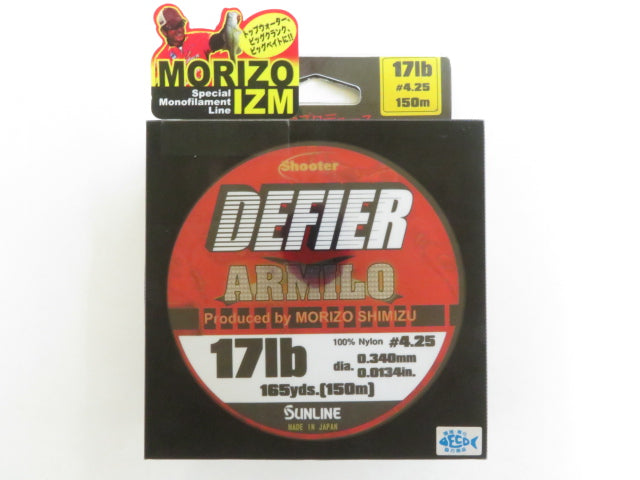 トップウォーター、
ビッグクランク、
ビッグベイトに!!
MORIZO
Special
Monofilament
Line
IZM
17lb
#4.25
150m
Shooter
DEFIER
ARMILO
Produced by MORIZO SHIMIZU
17lb
100% Nylon #4.25
dia. 0.340mm
0.0134in.
165yds.(150m)
SUNLINE
MADE IN JAPAN
ECO